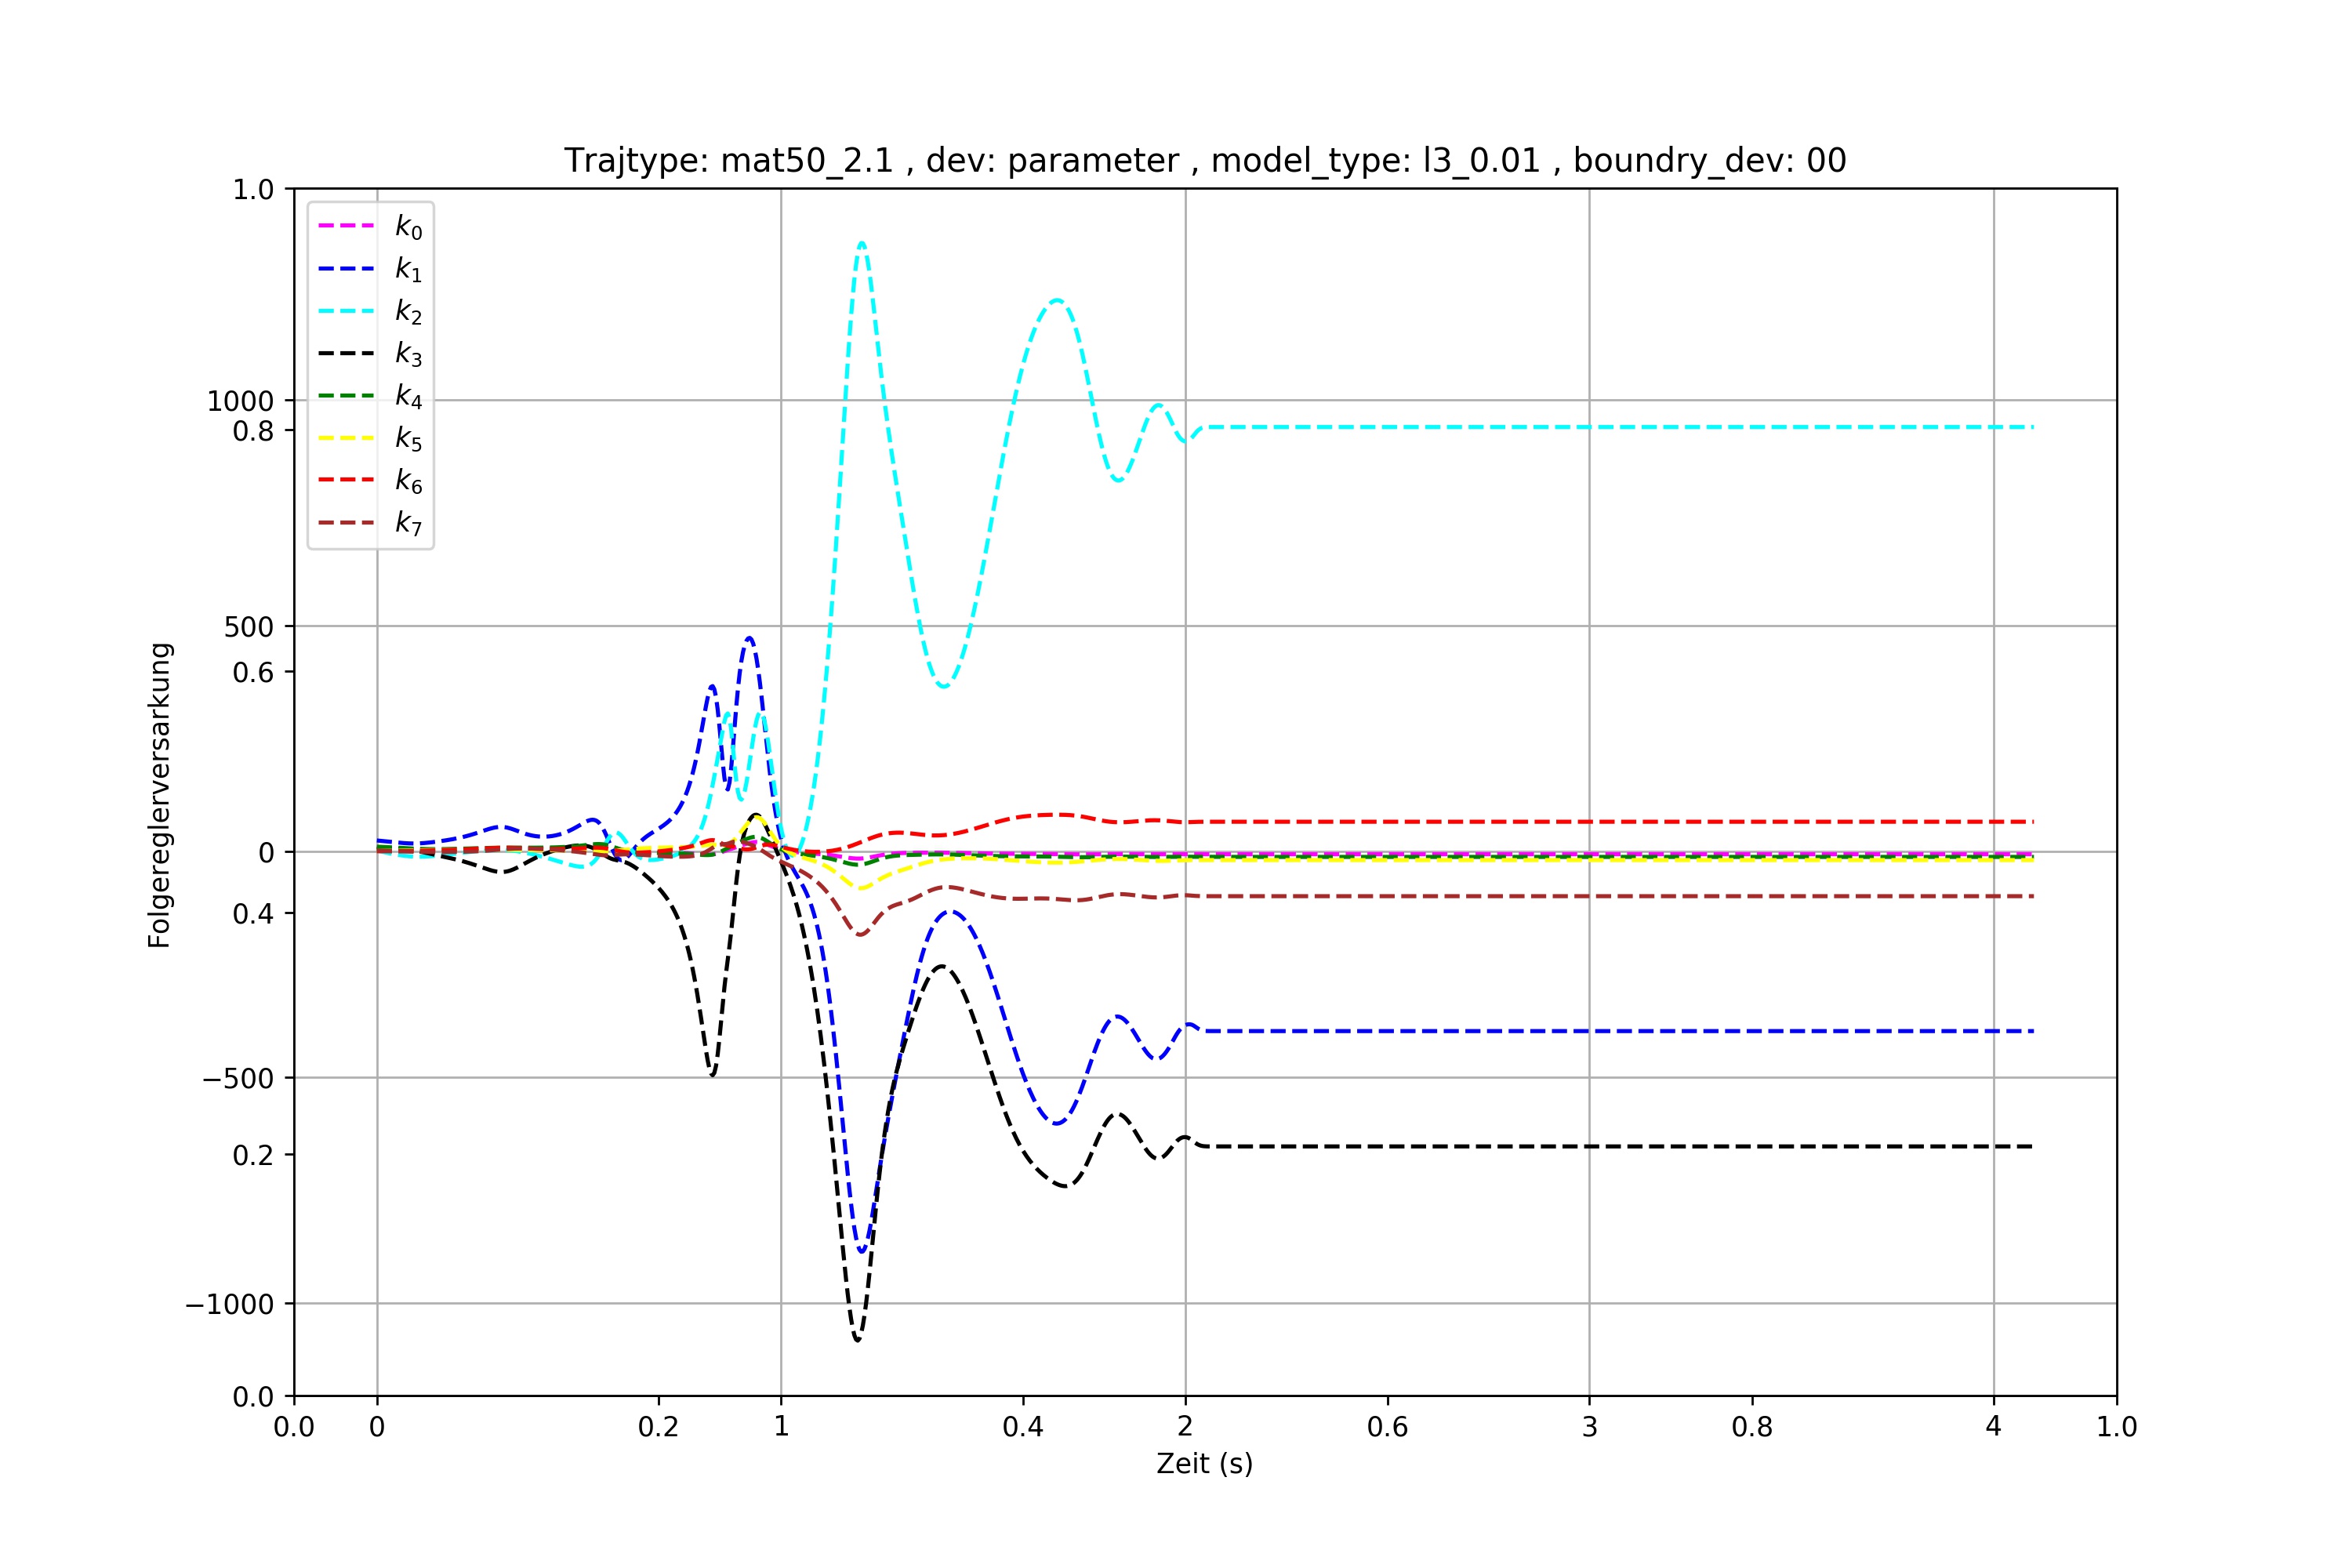 Trajtype: mat50_2.1 , dev: parameter , model_type: l3_0.01 , boundry_dev: 00
1.0
1000
0.8
500
0.6
0
0.4
−500
0.2
−1000
0.0
Folgereglerversarkung
k0
k1
k2
k3
k4
k5
k6
k7
0.0 0 0.2 1 0.4 2 0.6 3 0.8 4 1.0
Zeit (s)